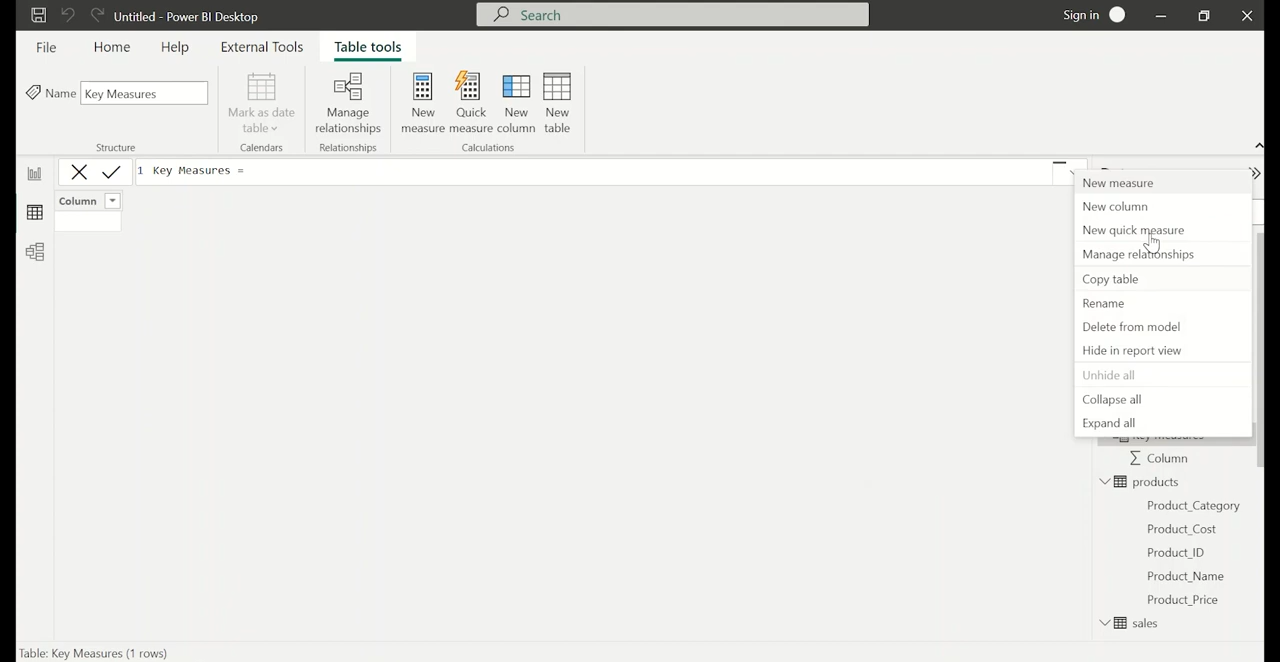 Untitled - Power BI Desktop
Search
Sign in
File
Home
Help
External Tools
Table tools
Name
Key Measures
Mark as date
table
Manage
relationships
New
measure
Quick
measure
New
column
New
table
Structure
Calendars
Relationships
Calculations
1 Key Measures =
Column
New measure
New column
New quick measure
Manage relationships
Copy table
Rename
Delete from model
Hide in report view
Unhide all
Collapse all
Expand all
Key Measures
Column
products
Product_Category
Product_Cost
Product_ID
Product_Name
Product_Price
sales
Table: Key Measures (1 rows)